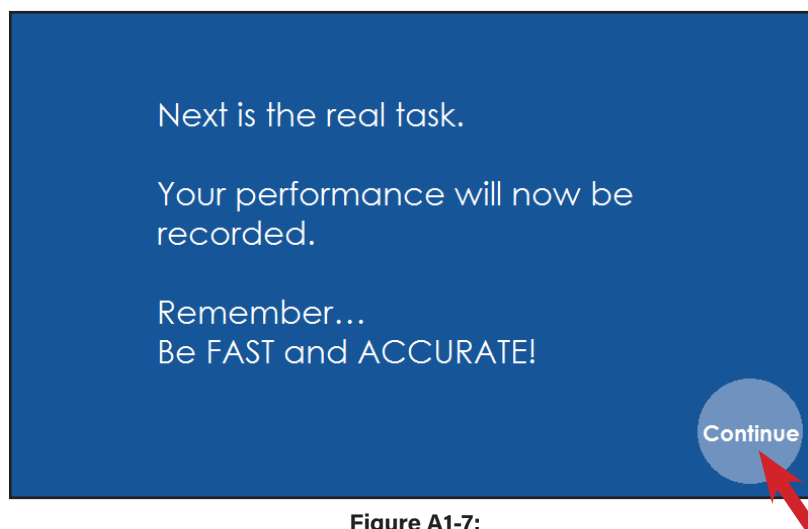 Next is the real task.
Your performance will now be
recorded.
Remember...
Be FAST and ACCURATE!
Continue
Figure A1-7: